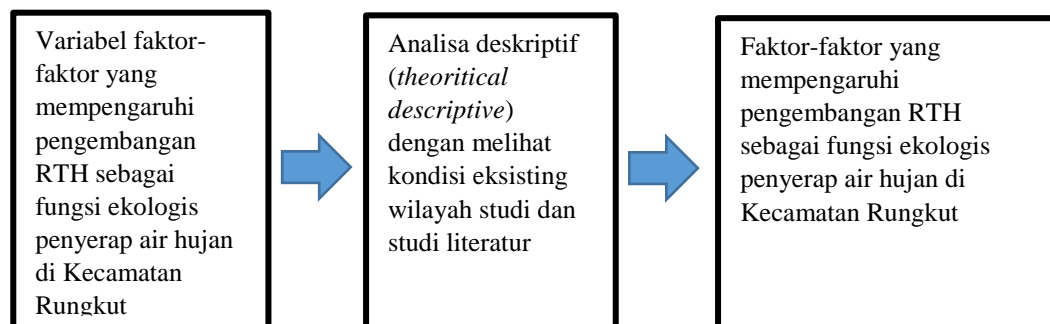 Variabel faktor-
faktor yang
mempengaruhi
pengembangan
RTH sebagai
fungsi ekologis
penyerap air hujan
di Kecamatan
Rungkut
Analisa deskriptif
(theoritical
descriptive)
dengan melihat
kondisi eksisting
wilayah studi dan
studi literatur
Faktor-faktor yang
mempengaruhi
pengembangan RTH
sebagai fungsi ekologis
penyerap air hujan di
Kecamatan Rungkut